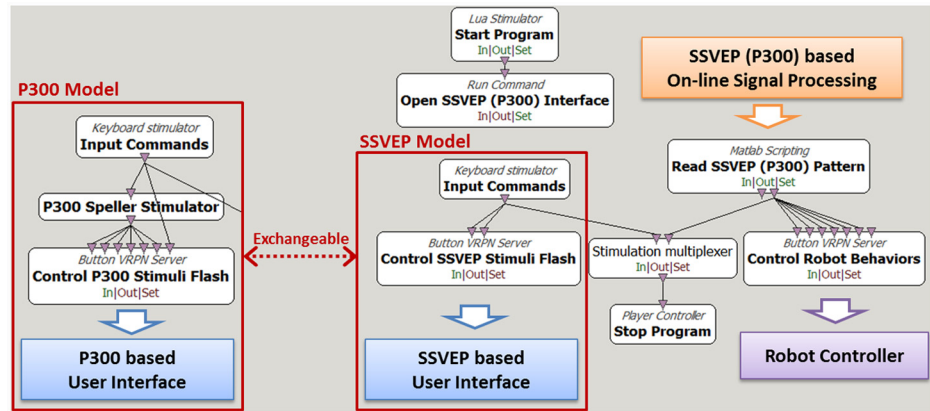 Lua Stimulator
Start Program
In|Out|Set
Run Command
Open SSVEP (P300) Interface
In|Out|Set
SSVEP (P300) based
On-line Signal Processing
P300 Model
Keyboard stimulator
Input Commands
P300 Speller Stimulator
Button VRPN Server
Control P300 Stimuli Flash
In|Out|Set
P300 based
User Interface
Exchangeable
SSVEP Model
Keyboard stimulator
Input Commands
Button VRPN Server
Control SSVEP Stimuli Flash
In|Out|Set
SSVEP based
User Interface
Matlab Scripting
Read SSVEP (P300) Pattern
In|Out|Set
Stimulation multiplexer
In|Out|Set
Player Controller
Stop Program
Button VRPN Server
Control Robot Behaviors
In|Out|Set
Robot Controller